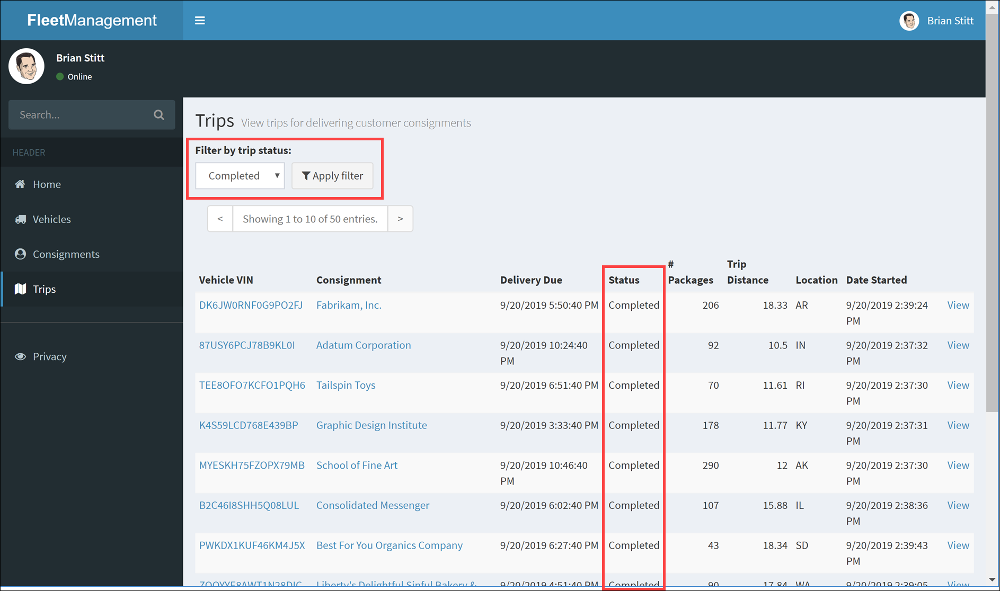 FleetManagement
Brian Stitt
Brian Stitt
Online
Search...
HEADER
Home
Vehicles
Consignments
Trips
Privacy
Trips View trips for delivering customer consignments
Filter by trip status:
Completed Apply filter
< Showing 1 to 10 of 50 entries. >
Vehicle VIN Consignment Delivery Due Status # Packages Trip Distance Location Date Started
DK6JW0RNF0G9PO2FJ Fabrikam, Inc. 9/20/2019 5:50:40 PM Completed 206 18.33 AR 9/20/2019 2:39:24 PM View
87USY6PCJ78B9KL0I Adatum Corporation 9/20/2019 10:24:40 PM Completed 92 10.5 IN 9/20/2019 2:37:32 PM View
TEE8OFO7KCFO1PQH6 Tailspin Toys 9/20/2019 6:51:40 PM Completed 70 11.61 RI 9/20/2019 2:37:30 PM View
K4S59LCD768E439BP Graphic Design Institute 9/20/2019 3:33:40 PM Completed 178 11.77 KY 9/20/2019 2:37:31 PM View
MYESKH75FZOPX79MB School of Fine Art 9/20/2019 10:46:40 PM Completed 290 12 AK 9/20/2019 2:37:30 PM View
B2C46I8SHH5Q08LUL Consolidated Messenger 9/20/2019 6:02:40 PM Completed 107 15.88 IL 9/20/2019 2:38:36 PM View
PWKDX1KUF46KM4J5X Best For You Organics Company 9/20/2019 6:27:40 PM Completed 43 18.34 SD 9/20/2019 2:39:43 PM View
Liberty's Delightful Sinful Bakery & 9/20/2019 4:51:40 PM Completed 90 17.84 WA 9/20/2019 2:39:05 View